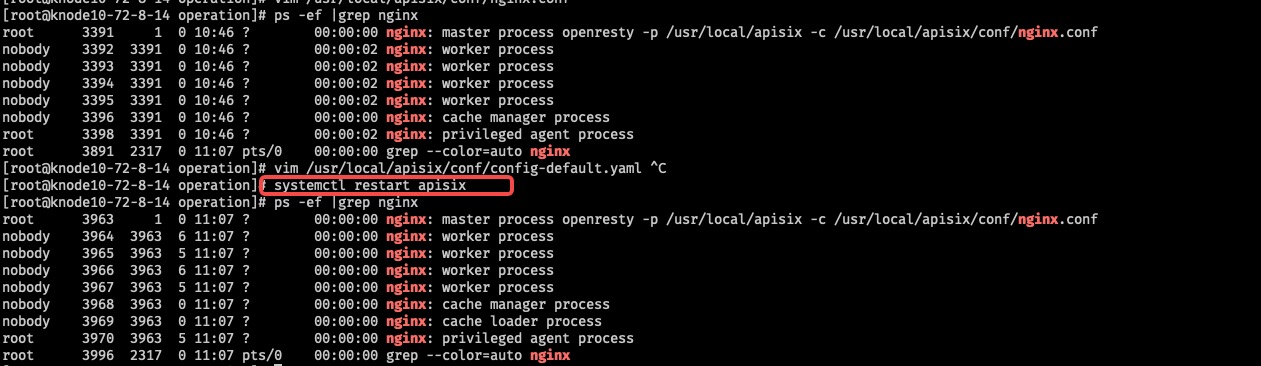 [root@knode10-72-8-14 operation]# vim /usr/local/apisix/conf/nginx.conf
[root@knode10-72-8-14 operation]# ps -ef |grep nginx
root      3391     1  0 10:46 ?        00:00:00 nginx: master process openresty -p /usr/local/apisix -c /usr/local/apisix/conf/nginx.conf
nobody    3392  3391  0 10:46 ?        00:00:02 nginx: worker process
nobody    3393  3391  0 10:46 ?        00:00:02 nginx: worker process
nobody    3394  3391  0 10:46 ?        00:00:02 nginx: worker process
nobody    3395  3391  0 10:46 ?        00:00:02 nginx: worker process
nobody    3396  3391  0 10:46 ?        00:00:00 nginx: cache manager process
root      3398  3391  0 10:46 ?        00:00:02 nginx: privileged agent process
root      3891  2317  0 11:07 pts/0    00:00:00 grep --color=auto nginx
[root@knode10-72-8-14 operation]# vim /usr/local/apisix/conf/config-default.yaml ^C
[root@knode10-72-8-14 operation]# systemctl restart apisix
[root@knode10-72-8-14 operation]# ps -ef |grep nginx
root      3963     1  0 11:07 ?        00:00:00 nginx: master process openresty -p /usr/local/apisix -c /usr/local/apisix/conf/nginx.conf
nobody    3964  3963  6 11:07 ?        00:00:00 nginx: worker process
nobody    3965  3963  5 11:07 ?        00:00:00 nginx: worker process
nobody    3966  3963  6 11:07 ?        00:00:00 nginx: worker process
nobody    3967  3963  5 11:07 ?        00:00:00 nginx: worker process
nobody    3968  3963  0 11:07 ?        00:00:00 nginx: cache manager process
nobody    3969  3963  0 11:07 ?        00:00:00 nginx: cache loader process
root      3970  3963  5 11:07 ?        00:00:00 nginx: privileged agent process
root      3996  2317  0 11:07 pts/0    00:00:00 grep --color=auto nginx